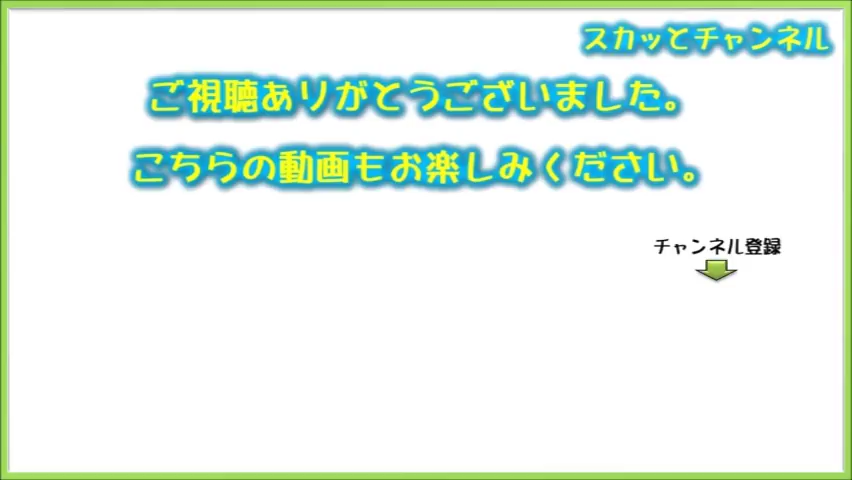 スカッとチャンネル
ご視聴ありがとうございました。
こちらの動画もお楽しみください。
チャンネル登録